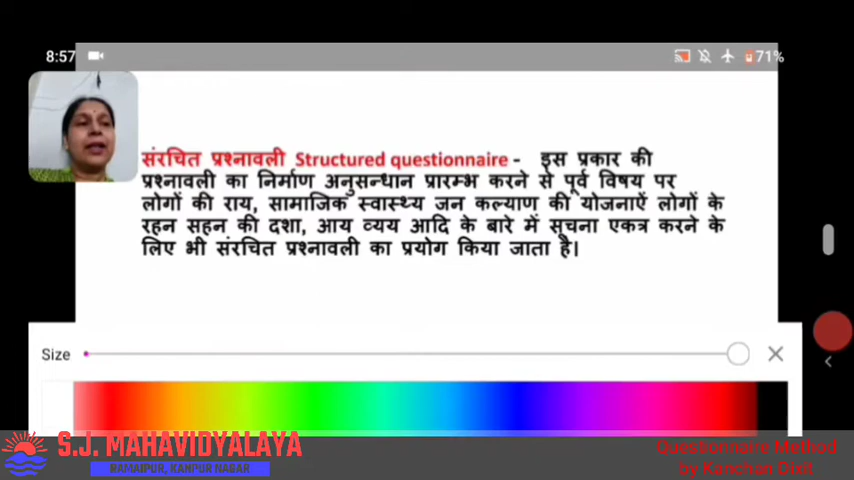 8:57
71%
संरचित प्रश्नावली Structured questionnaire - इस प्रकार की
प्रश्नावली का निर्माण अनुसन्धान प्रारम्भ करने से पूर्व विषय पर
लोगों की राय, सामाजिक स्वास्थ्य जन कल्याण की योजनाऐं लोगों के
रहन सहन की दशा, आय व्यय आदि के बारे में सूचना एकत्र करने के
लिए भी संरचित प्रश्नावली का प्रयोग किया जाता है।
Size
S.J. MAHAVIDYALAYA
RAMAIPUR, KANPUR NAGAR
Questionnaire Method
by Kanchan Dixit